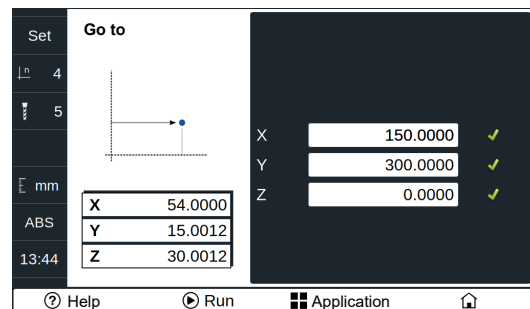 Set
n 4
5
mm
ABS
13:44
Go to
X 54.0000
Y 15.0012
Z 30.0012
X 150.0000
Y 300.0000
Z 0.0000
Help
Run
Application